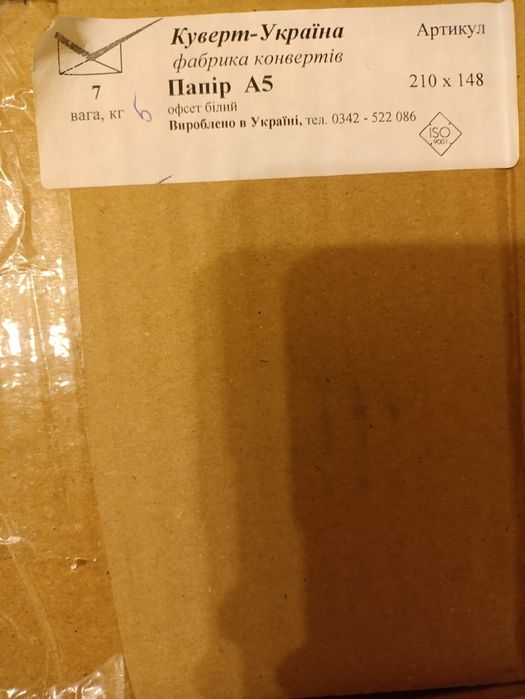 Куверт-Україна
Артикул
фабрика конвертів
7
Папір А5
210 x 148
вага, кг 6
офсет білий
Вироблено в Україні, тел. 0342 - 522 086
ISO
9001